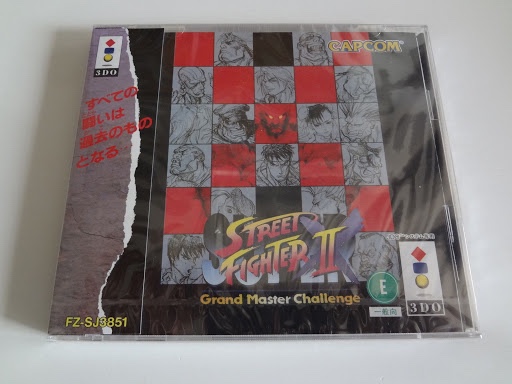 3DO
CAPCOM
すべての
闘いは
過去のもの
となる
STREET
FIGHTER II X
Grand Master Challenge
E
一般向
3DO
FZ-SJ9851